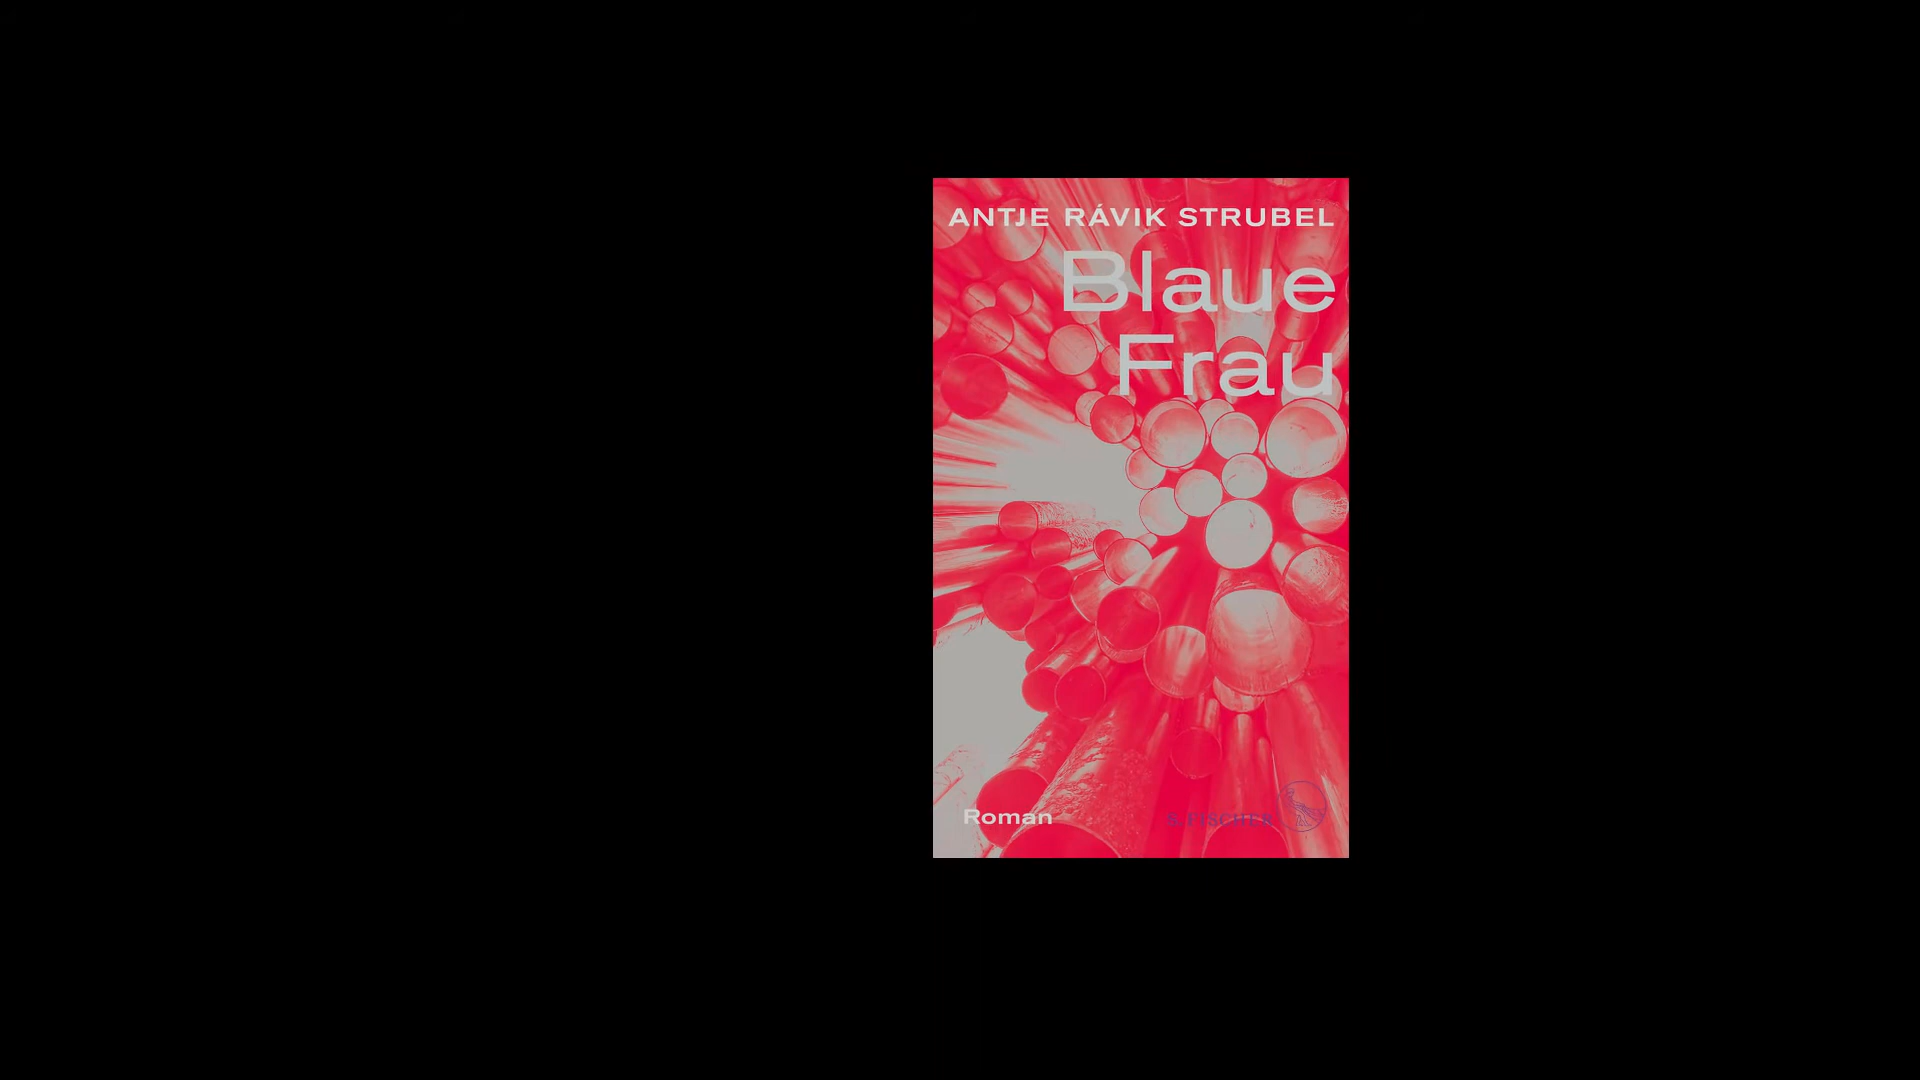 ANTJE RÁVIK STRUBEL
Blaue
Frau
Roman
S. FISCHER